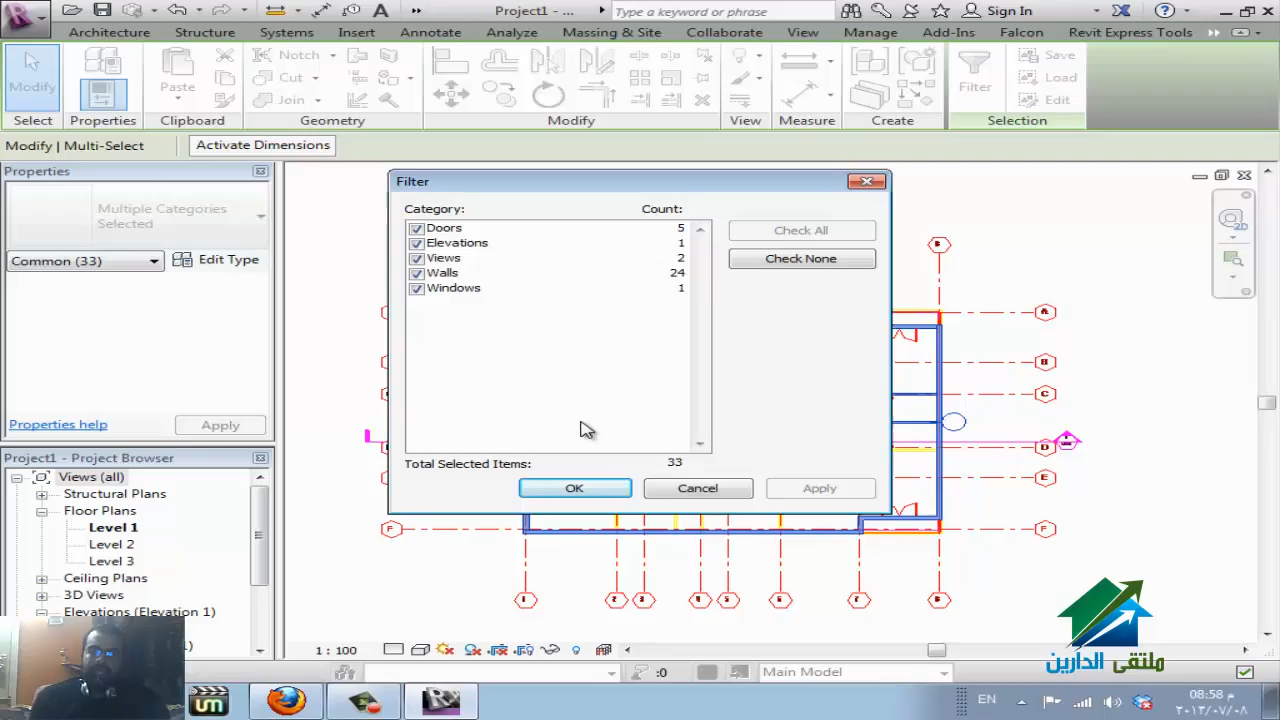 Project1 - ...
Type a keyword or phrase
Sign In
Architecture
Structure
Systems
Insert
Annotate
Analyze
Massing & Site
Collaborate
View
Manage
Add-Ins
Falcon
Revit Express Tools
Modify
Paste
Notch
Cut
Join
Filter
Save
Load
Edit
Select
Properties
Clipboard
Geometry
Modify
View
Measure
Create
Selection
Modify | Multi-Select
Activate Dimensions
Properties
Multiple Categories
Selected
Common (33)
Edit Type
Properties help
Apply
Project1 - Project Browser
Views (all)
Structural Plans
Floor Plans
Level 1
Level 2
Level 3
Ceiling Plans
3D Views
Elevations (Elevation 1)
Filter
Category:
Count:
Doors 5
Elevations 1
Views 2
Walls 24
Windows 1
Check All
Check None
Total Selected Items: 33
OK
Cancel
Apply
C
D
E
F
F
1 : 100
:0
Main Model
ملتقى الدارين
um
EN
08:58 م
٢٠١٣/٠٧/٠٨